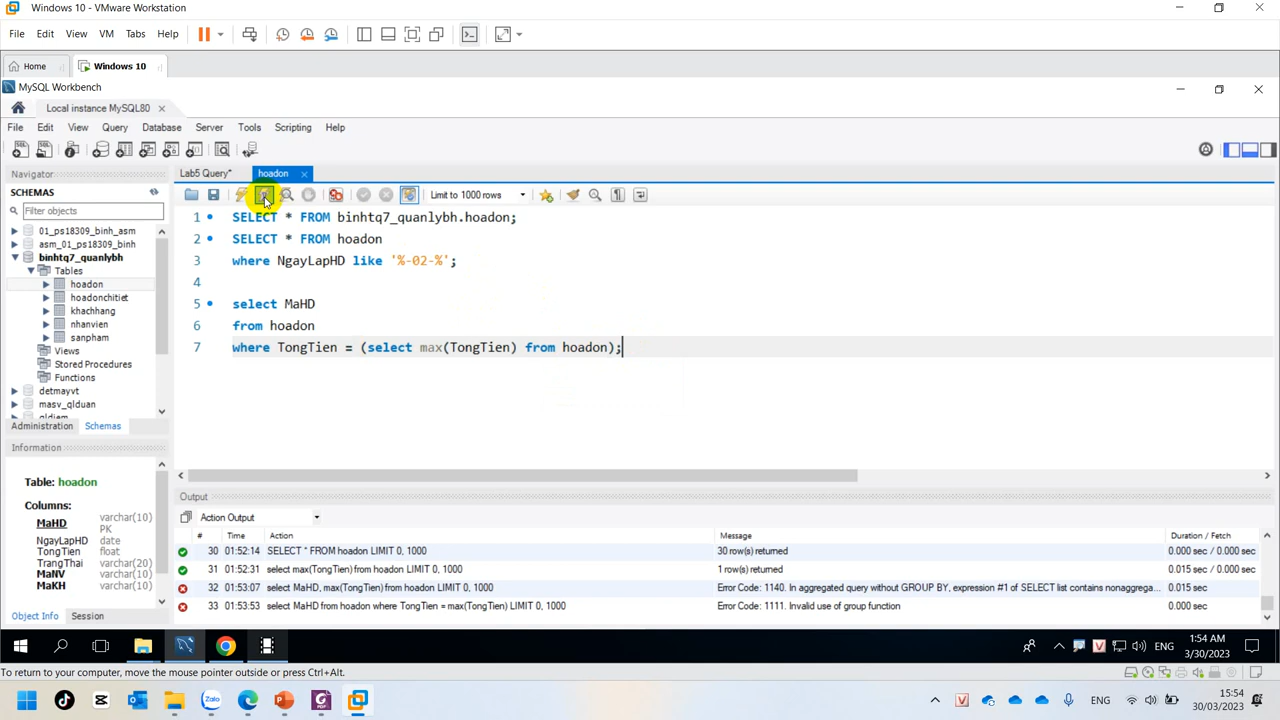 Windows 10 - VMware Workstation
File Edit View VM Tabs Help
Home Windows 10
MySQL Workbench
Local instance MySQL80
File Edit View Query Database Server Tools Scripting Help
Navigator
Lab5 Query*
hoadon
SCHEMAS
Limit to 1000 rows
Filter objects
01_ps18309_binh_asm
asm_01_ps18309_binh
binhtq7_quanlybh
Tables
hoadon
hoadonchitiet
khachhang
nhanvien
sanpham
Views
Stored Procedures
Functions
detmayvt
masv_qlduan
qldiem
1 SELECT * FROM binhtq7_quanlybh.hoadon;
2 SELECT * FROM hoadon
3 where NgayLapHD like '%-02-%';
4
5 select MaHD
6 from hoadon
7 where TongTien = (select max(TongTien) from hoadon);
Administration Schemas
Information
Table: hoadon
Columns:
MaHD varchar(10) PK
NgayLapHD date
TongTien float
TrangThai varchar(20)
MaNV varchar(10)
MaKH varchar(10)
Object Info Session
Output
Action Output
# Time Action Message Duration / Fetch
30 01:52:14 SELECT * FROM hoadon LIMIT 0, 1000 30 row(s) returned 0.000 sec / 0.000 sec
31 01:52:31 select max(TongTien) from hoadon LIMIT 0, 1000 1 row(s) returned 0.015 sec / 0.000 sec
32 01:53:07 select MaHD, max(TongTien) from hoadon LIMIT 0, 1000 Error Code: 1140. In aggregated query without GROUP BY, expression #1 of SELECT list contains nonaggrega... 0.015 sec
33 01:53:53 select MaHD from hoadon where TongTien = max(TongTien) LIMIT 0, 1000 Error Code: 1111. Invalid use of group function 0.000 sec
ENG
1:54 AM
3/30/2023
To return to your computer, move the mouse pointer outside or press Ctrl+Alt.
Zalo
ENG
15:54
30/03/2023